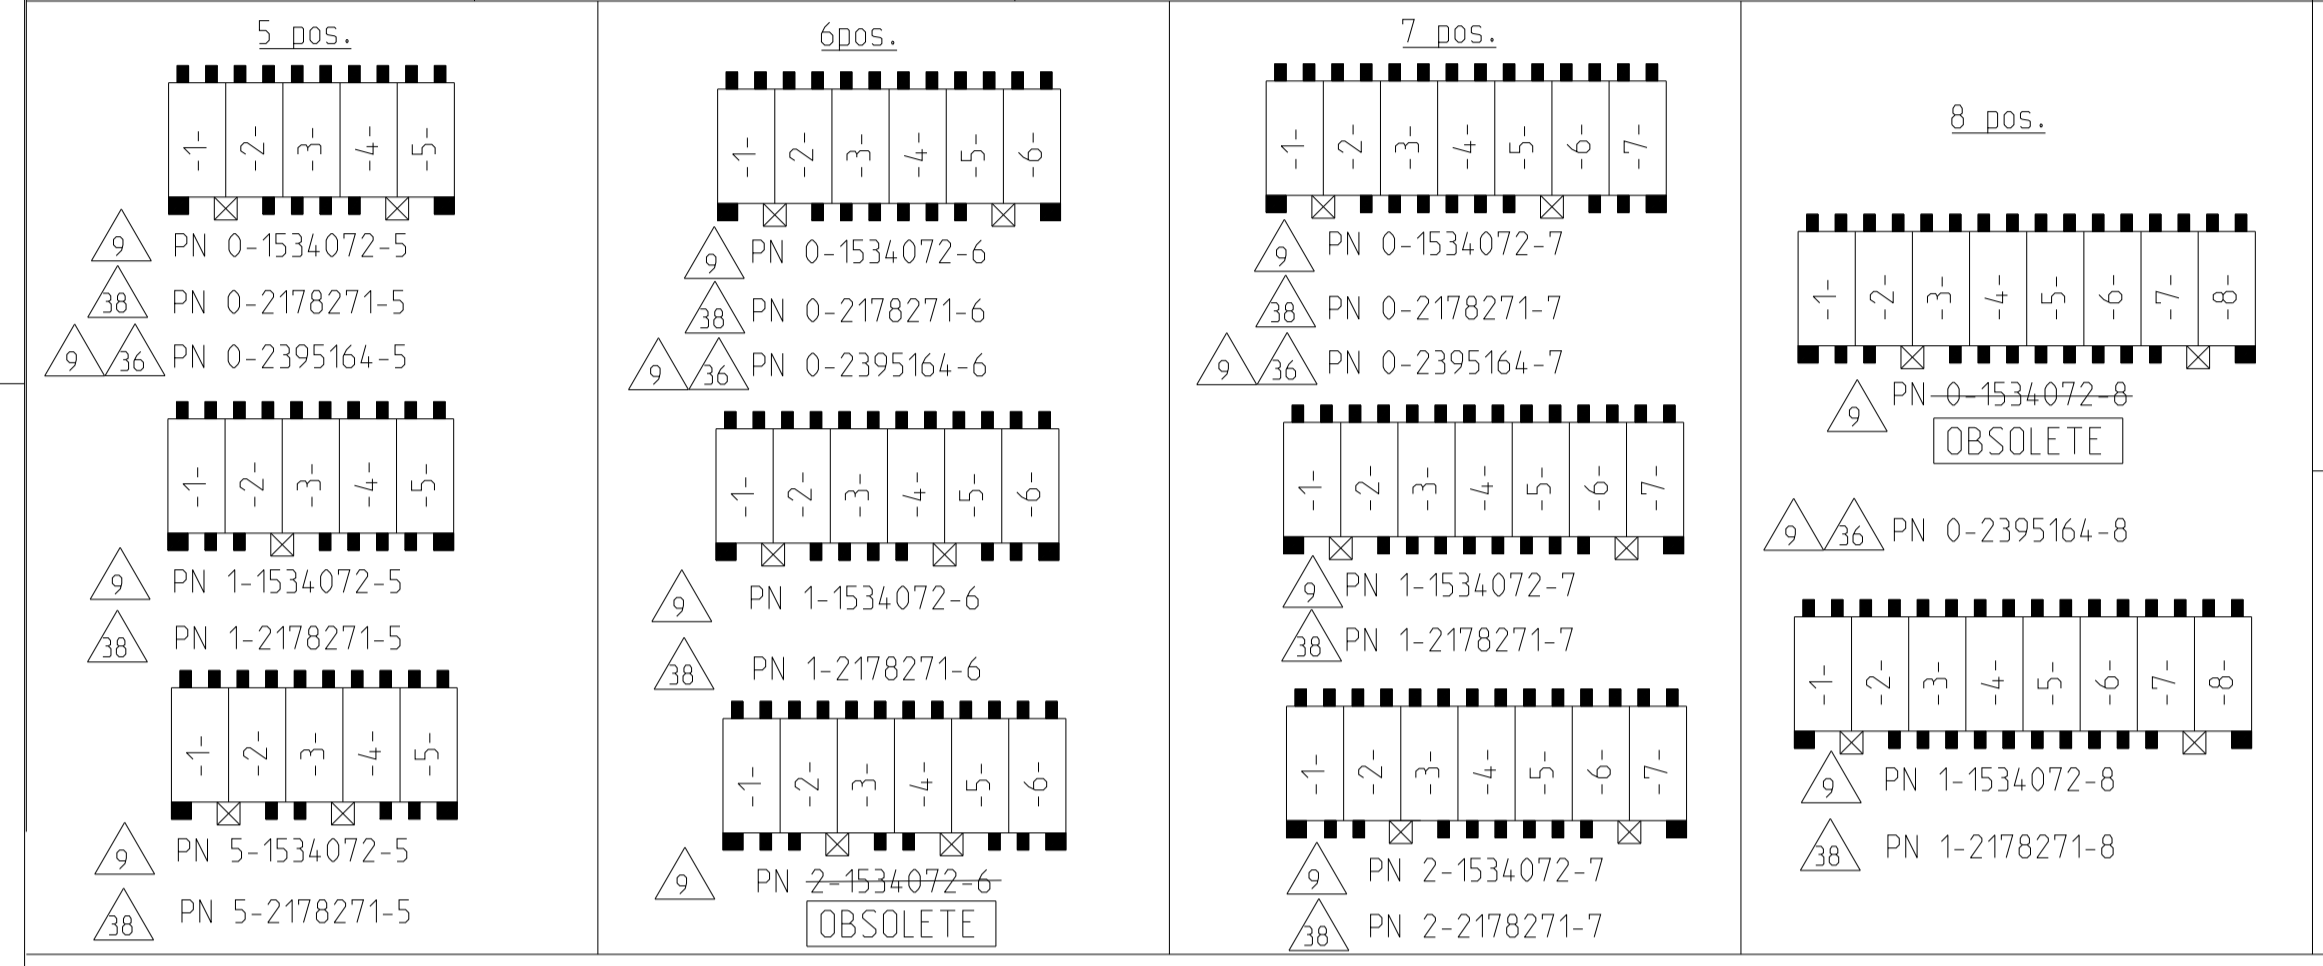 5 pos.
-1- -2- -3- -4- -5-
9 PN 0-1534072-5
38 PN 0-2178271-5
9 36 PN 0-2395164-5
-1- -2- -3- -4- -5-
9 PN 1-1534072-5
38 PN 1-2178271-5
-1- -2- -3- -4- -5-
9 PN 5-1534072-5
38 PN 5-2178271-5
6pos.
-1- -2- -3- -4- -5- -6-
9 PN 0-1534072-6
38 PN 0-2178271-6
9 36 PN 0-2395164-6
-1- -2- -3- -4- -5- -6-
9 PN 1-1534072-6
38 PN 1-2178271-6
-1- -2- -3- -4- -5- -6-
9 PN 2-1534072-6
OBSOLETE
7 pos.
-1- -2- -3- -4- -5- -6- -7-
9 PN 0-1534072-7
38 PN 0-2178271-7
9 36 PN 0-2395164-7
-1- -2- -3- -4- -5- -6- -7-
9 PN 1-1534072-7
38 PN 1-2178271-7
-1- -2- -3- -4- -5- -6- -7-
9 PN 2-1534072-7
38 PN 2-2178271-7
8 pos.
-1- -2- -3- -4- -5- -6- -7- -8-
9 PN 0-1534072-8
OBSOLETE
9 36 PN 0-2395164-8
-1- -2- -3- -4- -5- -6- -7- -8-
9 PN 1-1534072-8
38 PN 1-2178271-8